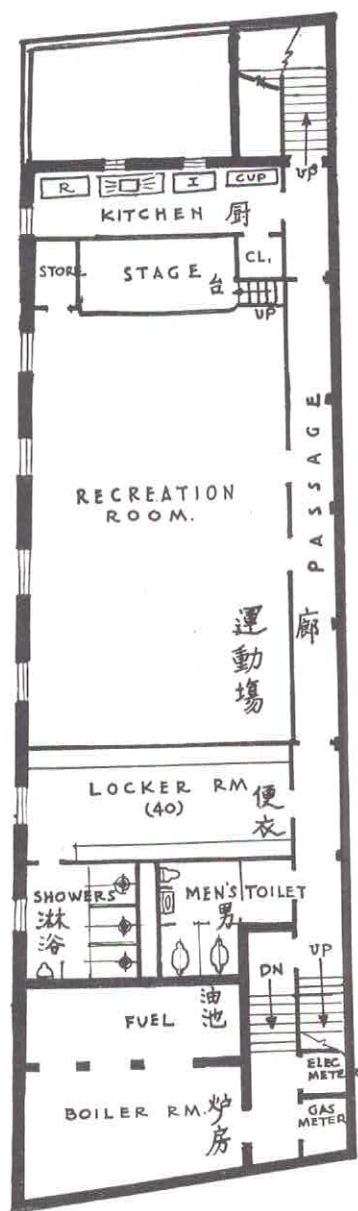 UP
R
I
CUP
KITCHEN 厨
STORE
STAGE
台
CL.
UP
PASSAGE
廊
RECREATION
ROOM.
運動場
LOCKER RM
(40)
便衣
SHOWERS
淋浴
MEN'S TOILET
男
DN
UP
FUEL
油池
ELEC
METER
GAS
METER
BOILER RM.
炉房